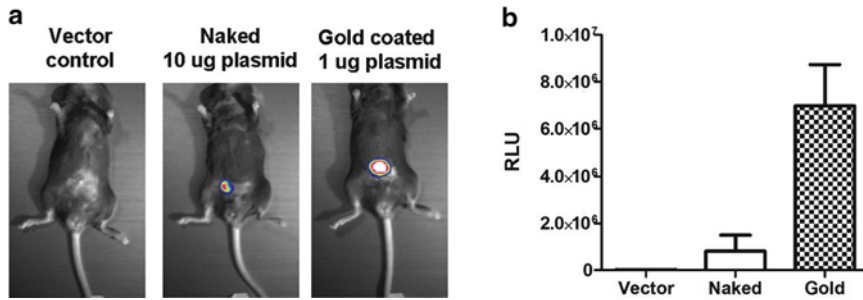 a
Vector
control
Naked
10 ug plasmid
Gold coated
1 ug plasmid
b
RLU
1.0×10⁷
8.0×10⁶
6.0×10⁶
4.0×10⁶
2.0×10⁶
0
Vector
Naked
Gold